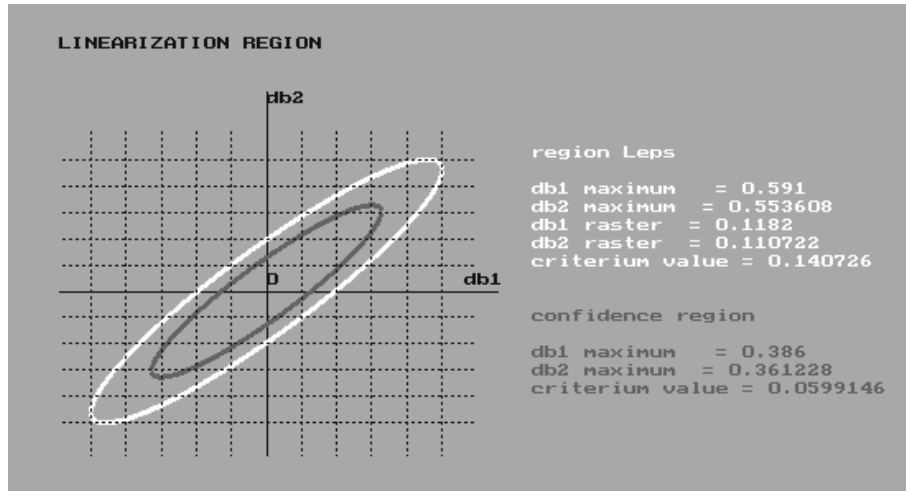 LINEARIZATION REGION
db2
0
db1
region Leps
db1 maximum = 0.591
db2 maximum = 0.553608
db1 raster = 0.1182
db2 raster = 0.110722
criterium value = 0.140726
confidence region
db1 maximum = 0.386
db2 maximum = 0.361228
criterium value = 0.0599146